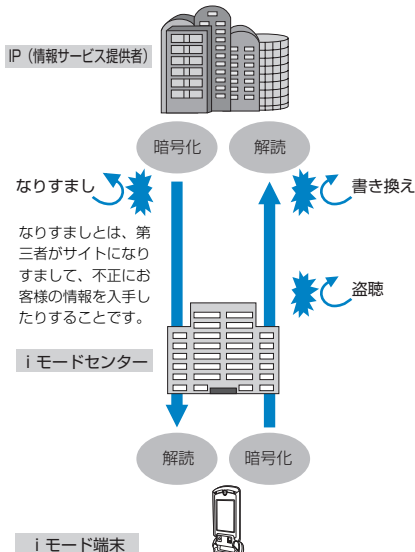 IP（情報サービス提供者）
暗号化
解読
なりすまし
書き換え
なりすましとは、第
三者がサイトになり
すまして、不正にお
客様の情報を入手し
たりすることです。
盗聴
ｉモードセンター
解読
暗号化
ｉモード端末